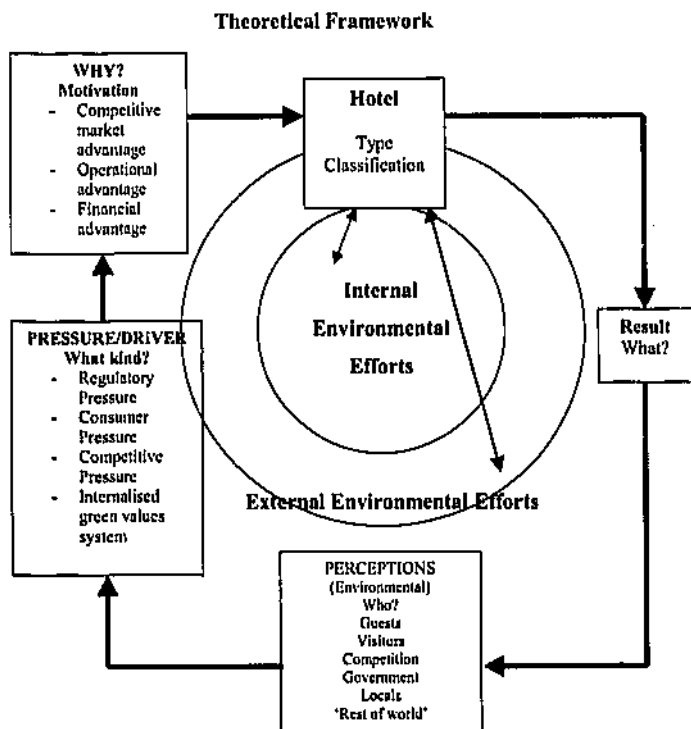 Theoretical Framework
WHY?
Motivation
- Competitive
market
advantage
- Operational
advantage
- Financial
advantage
Hotel
Type
Classification
Internal
Environmental
Efforts
External Environmental Efforts
Result
What?
PRESSURE/DRIVER
What kind?
- Regulatory
Pressure
- Consumer
Pressure
- Competitive
Pressure
- Internalised
green values
system
PERCEPTIONS
(Environmental)
Who?
Guests
Visitors
Competition
Government
Locals
'Rest of world'